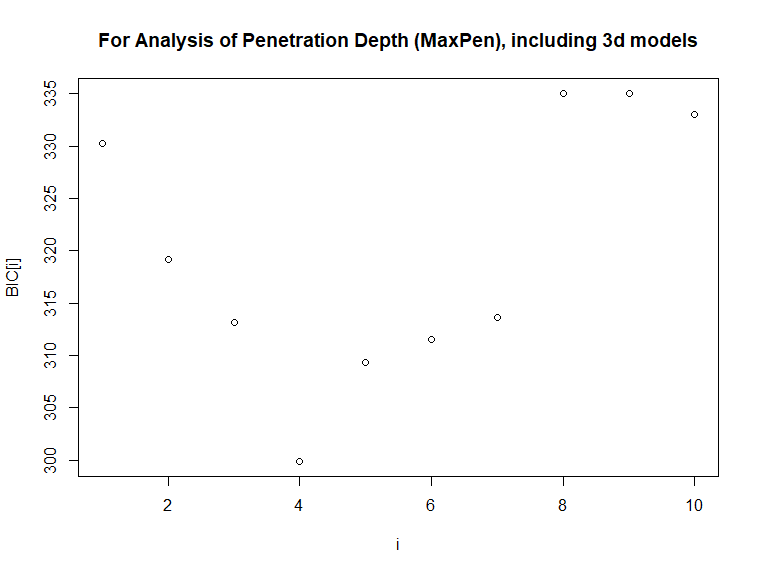 For Analysis of Penetration Depth (MaxPen), including 3d models
335
330
325
320
315
310
305
300
BIC[i]
2 4 6 8 10
i